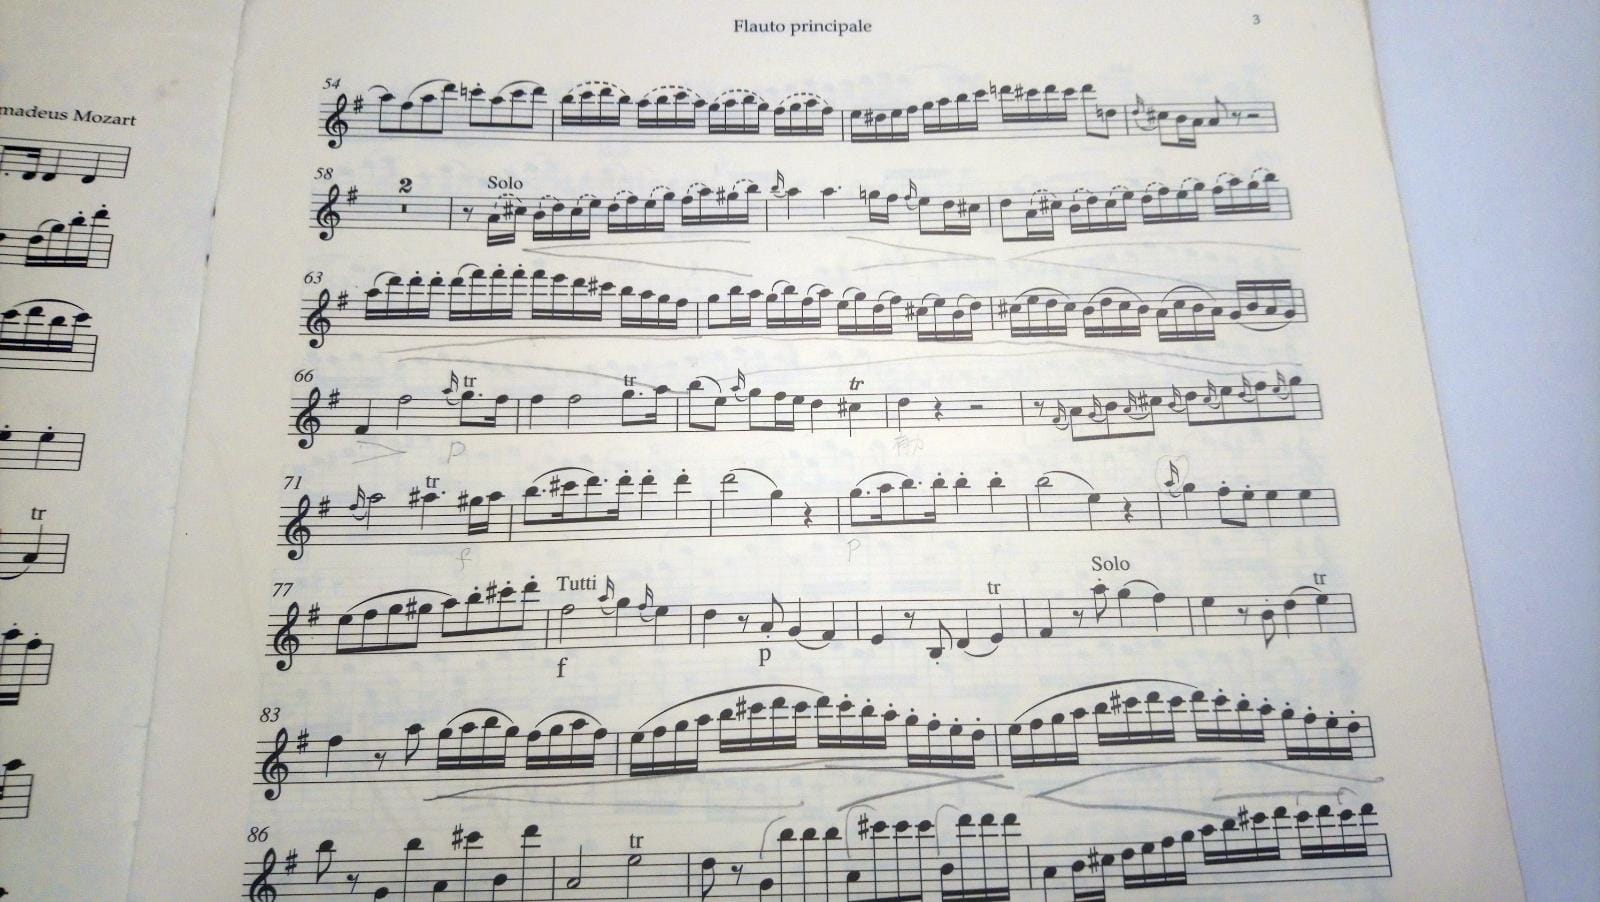 Flauto principale
3
madeus Mozart
54
58
2
Solo
63
66
tr
tr
tr
p
71
tr
f
p
tr
77
Tutti
tr
Solo
tr
f
p
83
86
tr